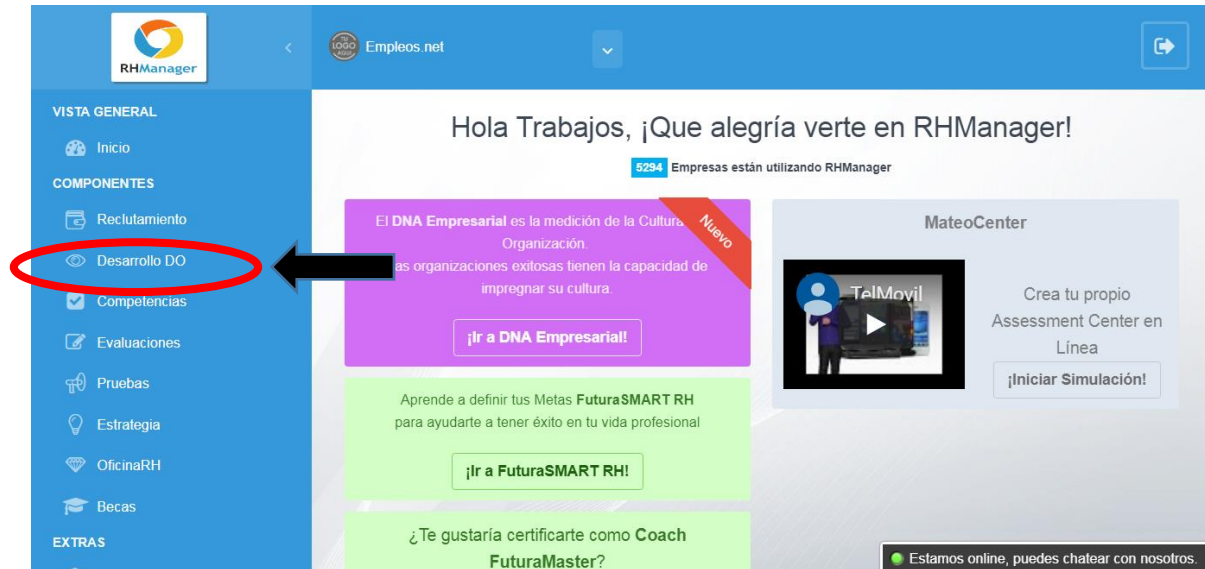 RHManager
TU LOGO AQUI
Empleos.net
VISTA GENERAL
Inicio
COMPONENTES
Reclutamiento
Desarrollo DO
Competencias
Evaluaciones
Pruebas
Estrategia
OficinaRH
Becas
EXTRAS
Hola Trabajos, ¡Que alegría verte en RHManager!
5294 Empresas están utilizando RHManager
El DNA Empresarial es la medición de la Cultura
Organización.
as organizaciones exitosas tienen la capacidad de
impregnar su cultura.
Nuevo
¡Ir a DNA Empresarial!
Aprende a definir tus Metas FuturaSMART RH
para ayudarte a tener éxito en tu vida profesional
¡Ir a FuturaSMART RH!
¿Te gustaría certificarte como Coach
FuturaMaster?
MateoCenter
TelMovil
Crea tu propio
Assessment Center en
Línea
¡Iniciar Simulación!
Estamos online, puedes chatear con nosotros.